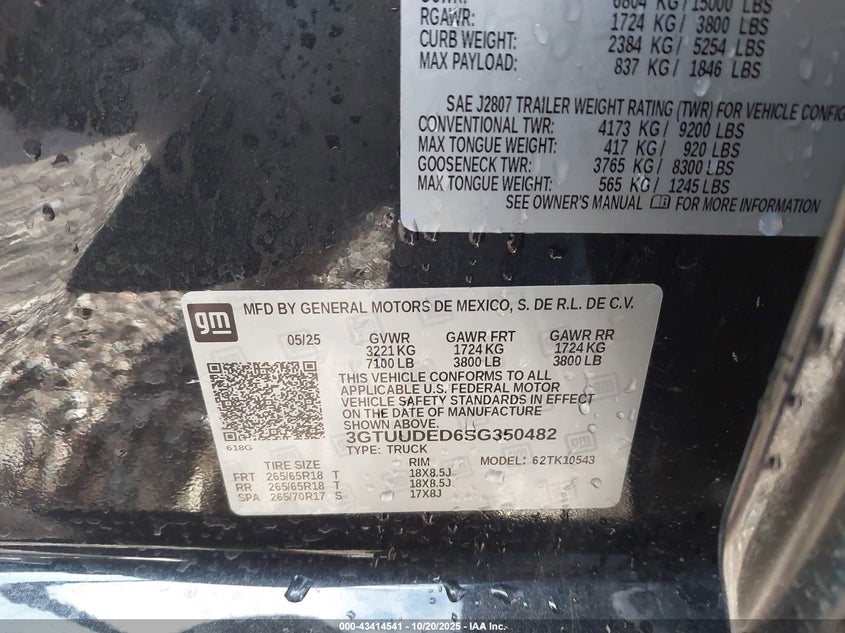 6804 KG / 15000 LBS
RGAWR: 1724 KG / 3800 LBS
CURB WEIGHT: 2384 KG / 5254 LBS
MAX PAYLOAD: 837 KG / 1846 LBS
SAE J2807 TRAILER WEIGHT RATING (TWR) FOR VEHICLE CONFIG
CONVENTIONAL TWR: 4173 KG / 9200 LBS
MAX TONGUE WEIGHT: 417 KG / 920 LBS
GOOSENECK TWR: 3765 KG / 8300 LBS
MAX TONGUE WEIGHT: 565 KG / 1245 LBS
SEE OWNER'S MANUAL FOR MORE INFORMATION
gm MFD BY GENERAL MOTORS DE MEXICO, S. DE R.L. DE C.V.
05/25 GVWR GAWR FRT GAWR RR
3221 KG 1724 KG 1724 KG
7100 LB 3800 LB 3800 LB
THIS VEHICLE CONFORMS TO ALL
APPLICABLE U.S. FEDERAL MOTOR
VEHICLE SAFETY STANDARDS IN EFFECT
ON THE DATE OF MANUFACTURE
SHOWN ABOVE.
3GTUUDED6SG350482
618G TYPE: TRUCK MODEL: 62TK10543
TIRE SIZE RIM
FRT 265/65R18 T 18X8.5J
RR 265/65R18 T 18X8.5J
SPA 265/70R17 S 17X8J
000-43414541 - 10/20/2025 - IAA Inc.